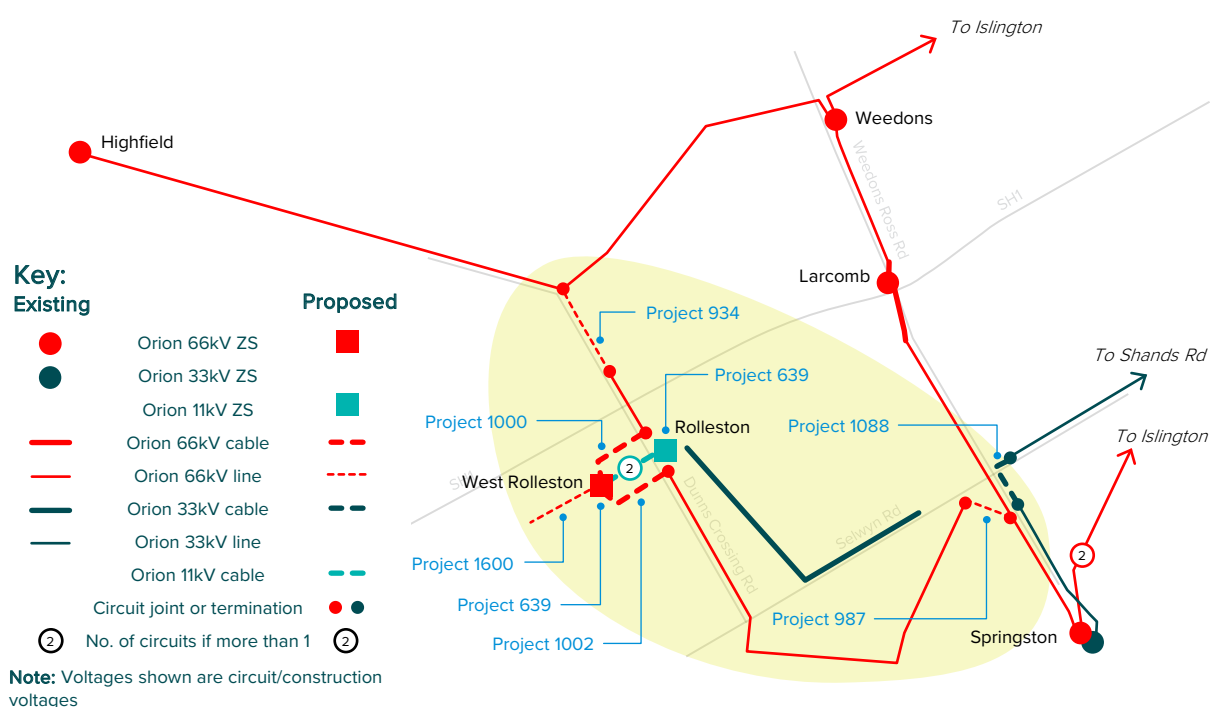 To Islington
Weedons
Highfield
Weedons Ross Rd
SH1
Larcomb
Key:
Existing
Proposed
Orion 66kV ZS
Orion 33kV ZS
Orion 11kV ZS
Orion 66kV cable
Orion 66kV line
Orion 33kV cable
Orion 33kV line
Orion 11kV cable
Circuit joint or termination
2 No. of circuits if more than 1 2
Note: Voltages shown are circuit/construction
voltages
Project 934
To Shands Rd
Project 639
Project 1000
Rolleston
Project 1088
To Islington
2
West Rolleston
Dunns Crossing Rd
Selwyn Rd
2
Project 1600
Project 639
Project 987
Project 1002
Springston